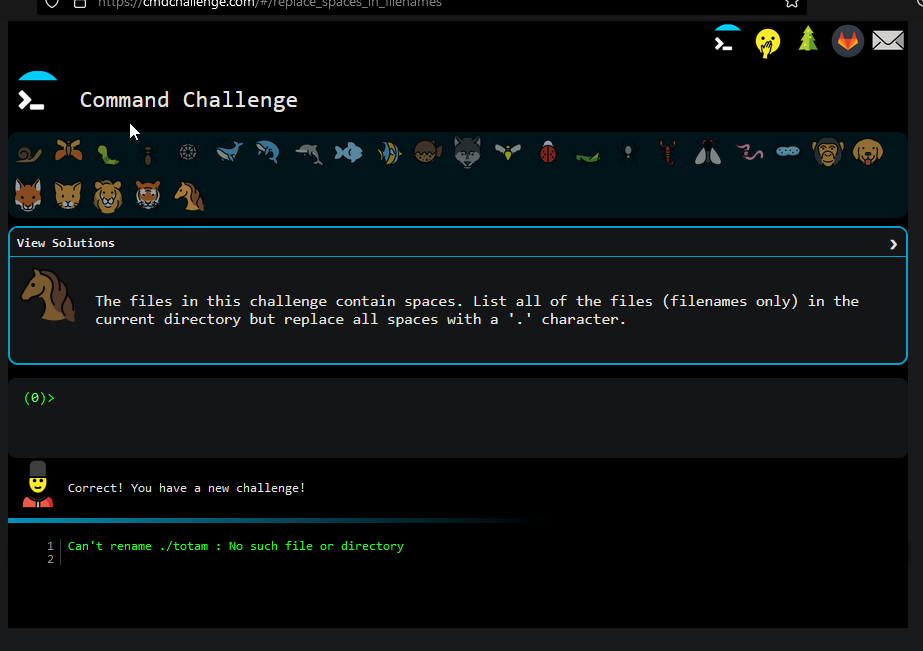 https://cmdchallenge.com/#/replace_spaces_in_filenames
Command Challenge
View Solutions
The files in this challenge contain spaces. List all of the files (filenames only) in the
current directory but replace all spaces with a '.' character.
(0)>
Correct! You have a new challenge!
1 Can't rename ./totam : No such file or directory
2